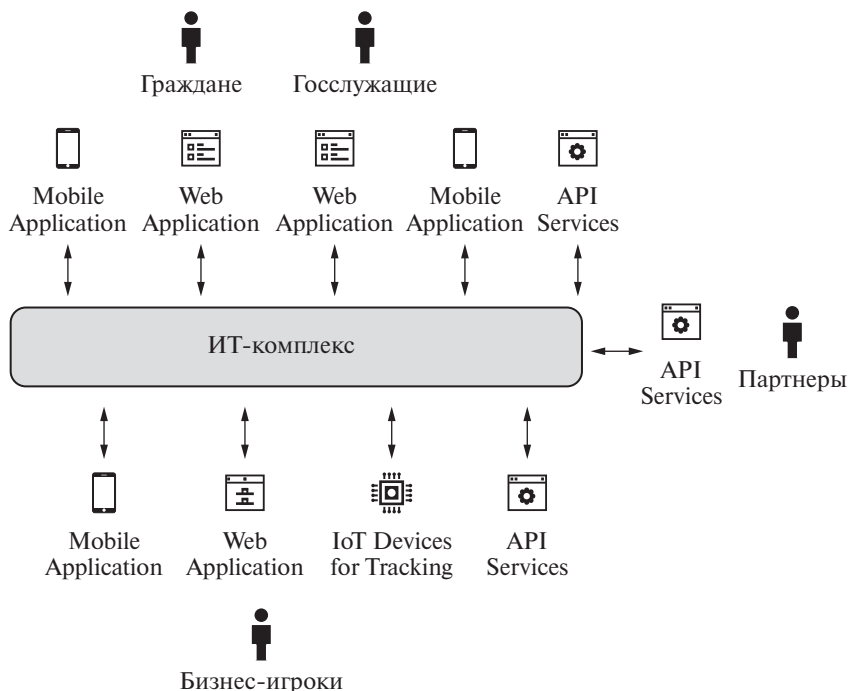 Граждане
Госслужащие
Mobile
Application
Web
Application
Web
Application
Mobile
Application
API
Services
ИТ-комплекс
API
Services
Партнеры
Mobile
Application
Web
Application
IoT Devices
for Tracking
API
Services
Бизнес-игроки